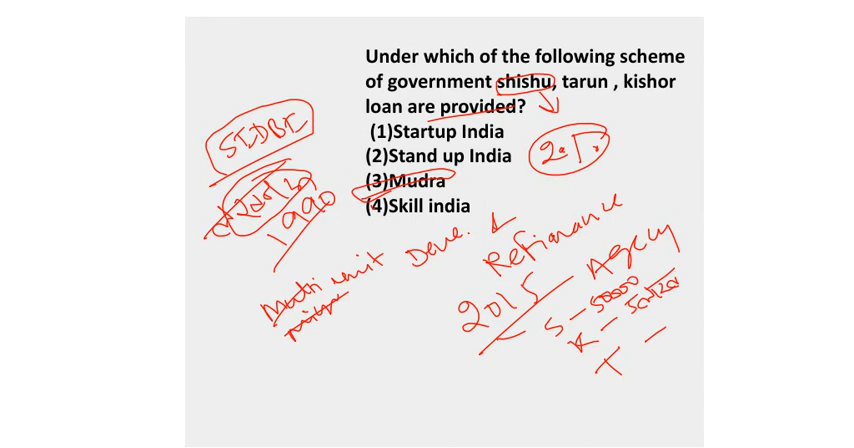 Under which of the following scheme
of government shishu, tarun , kishor
loan are provided?
(1)Startup India
(2)Stand up India
(3)Mudra
(4)Skill india
SIDBI
1990
Deve. &
Refinance
Agency
2015
S - 50000
K -
T -